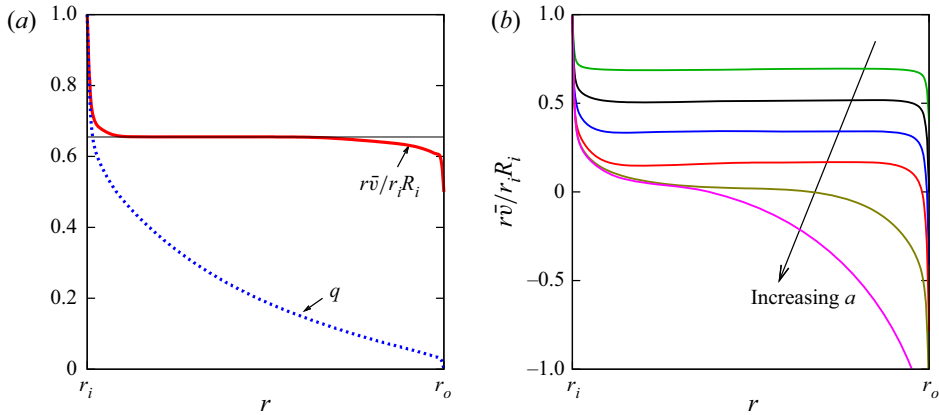 (a)
1.0
0.8
0.6
0.4
0.2
0
rv̄/r_iR_i
q
r_i
r
r_o
(b)
1.0
0.5
0
−0.5
−1.0
rv̄/r_iR_i
Increasing a
r_i
r
r_o